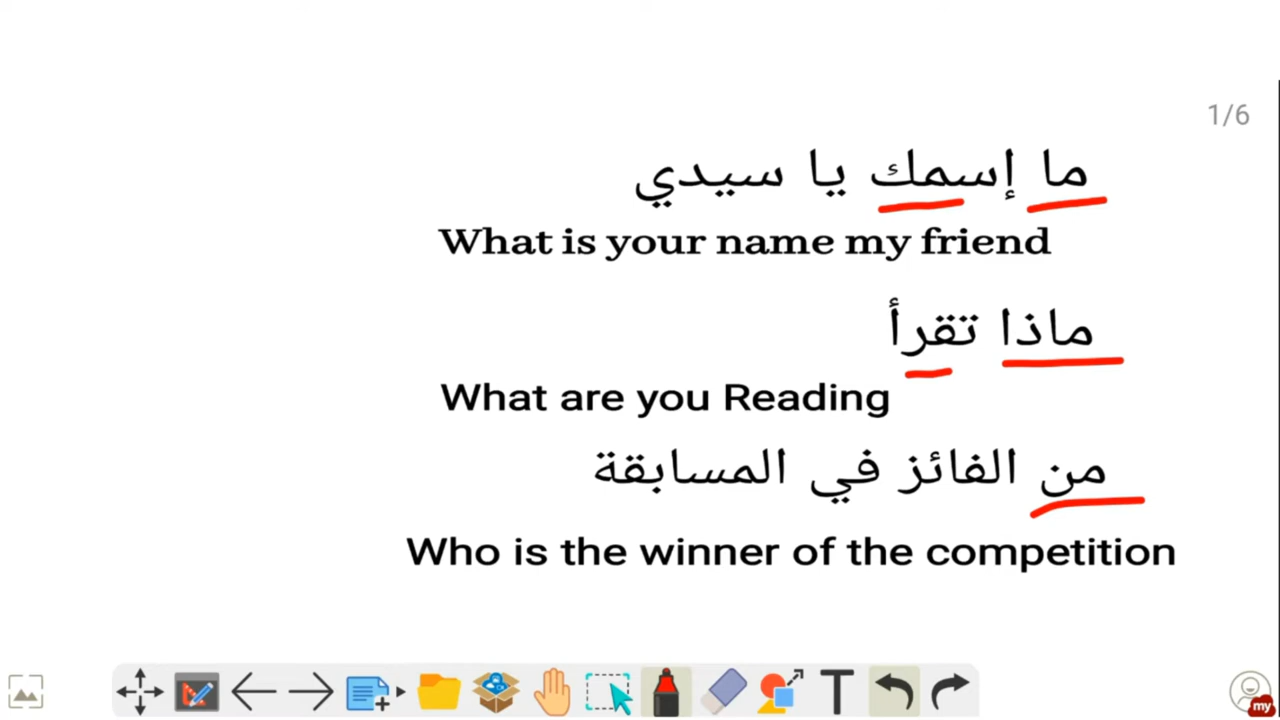 1/6
ما إسمك يا سيدي
What is your name my friend
ماذا تقرأ
What are you Reading
من الفائز في المسابقة
Who is the winner of the competition
T
my